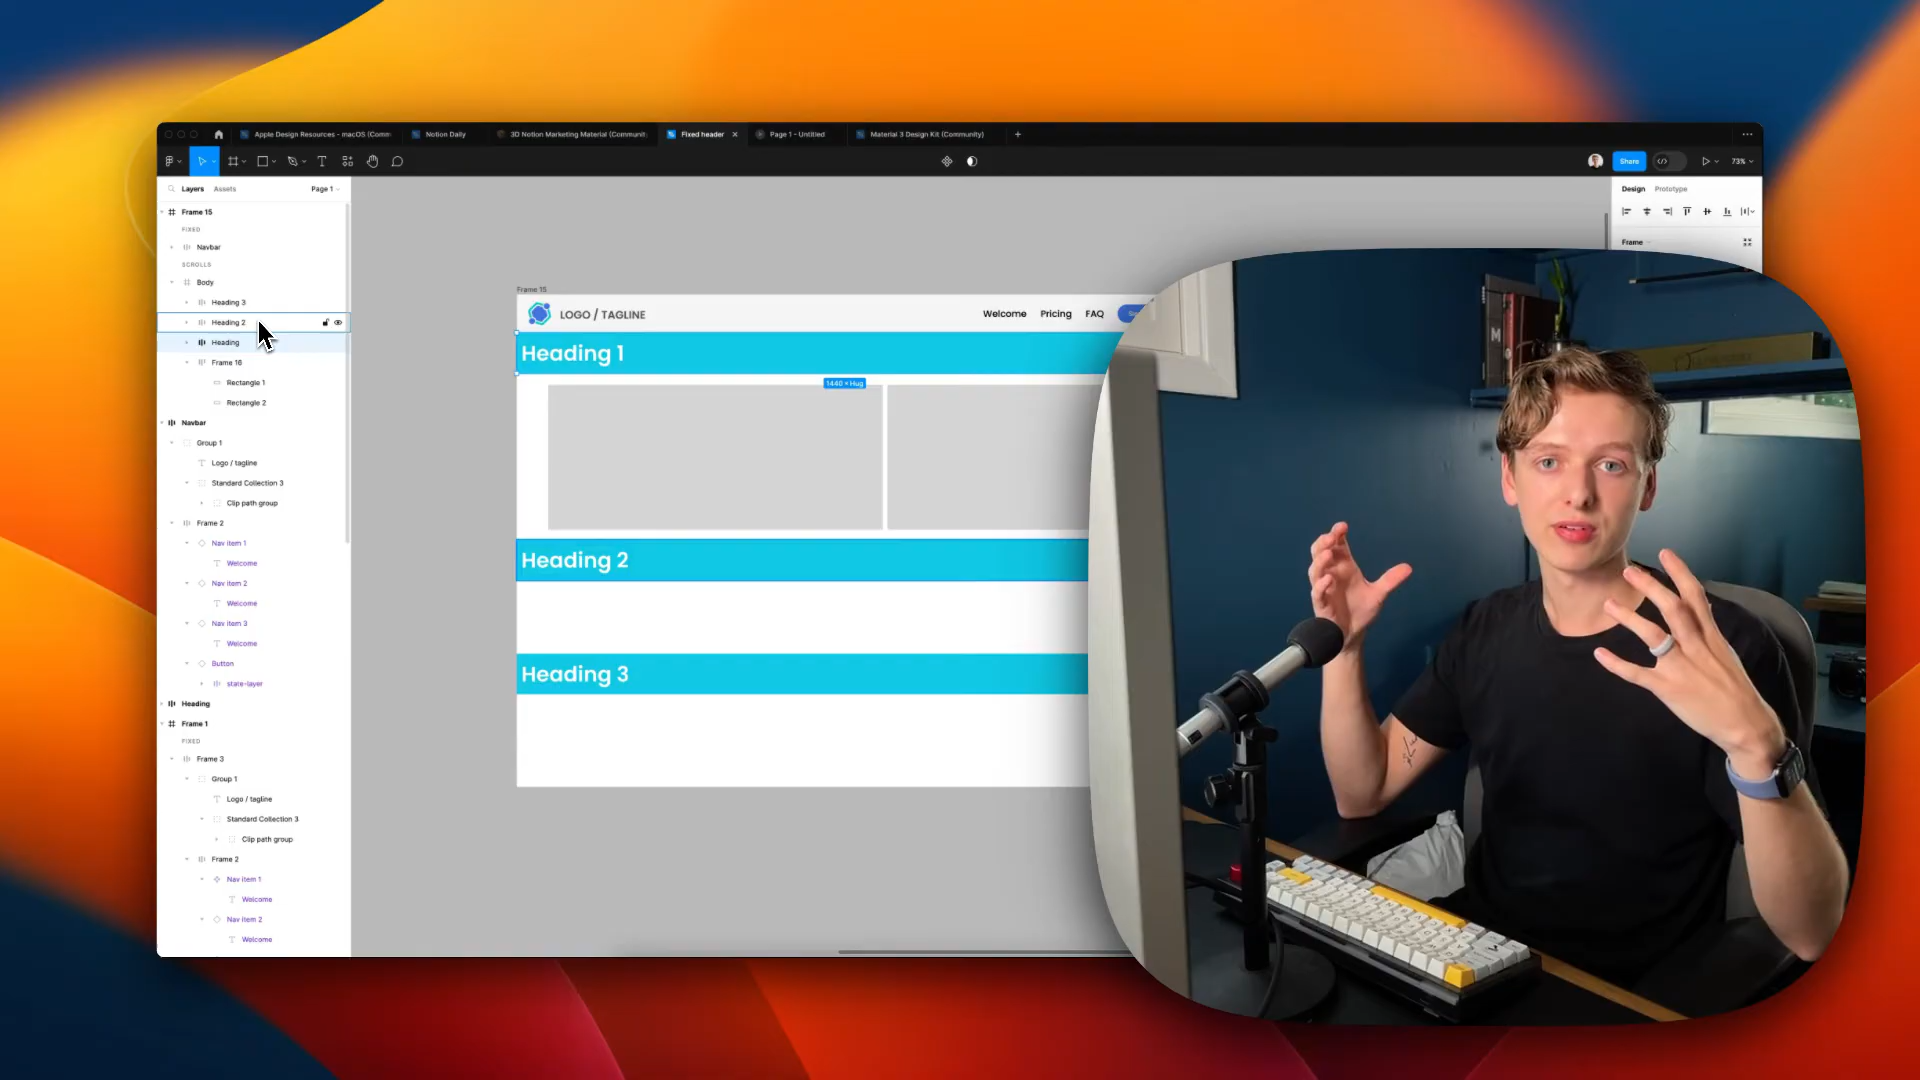 Apple Design Resources - macOS (Comm
Notion Daily
3D Notion Marketing Material (Communit
Fixed header
Page 1 - Untitled
Material 3 Design Kit (Community)
Share
73%
Layers
Assets
Page 1
Design
Prototype
Frame 15
FIXED
Navbar
SCROLLS
Body
Heading 3
Heading 2
Heading
Frame 16
Rectangle 1
Rectangle 2
Navbar
Group 1
Logo / tagline
Standard Collection 3
Clip path group
Frame 2
Nav item 1
Welcome
Nav item 2
Welcome
Nav item 3
Welcome
Button
state-layer
Heading
Frame 1
FIXED
Frame 3
Group 1
Logo / tagline
Standard Collection 3
Clip path group
Frame 2
Nav item 1
Welcome
Nav item 2
Welcome
Frame 15
LOGO / TAGLINE
Welcome
Pricing
FAQ
Heading 1
1440 × Hug
Heading 2
Heading 3
Frame